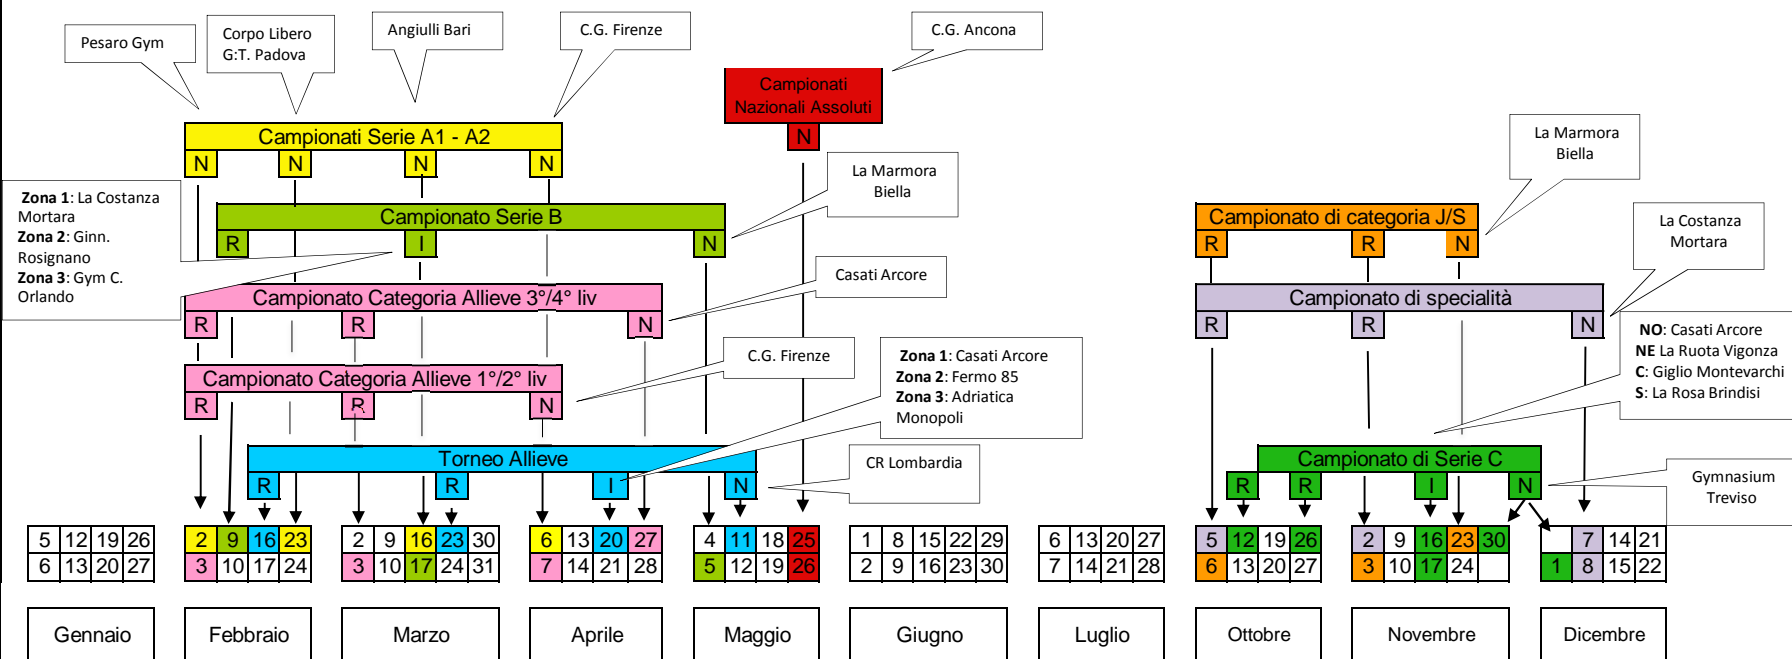 Pesaro Gym
Corpo Libero
G:T. Padova
Angiulli Bari
C.G. Firenze
C.G. Ancona
Campionati
Nazionali Assoluti
N
Campionati Serie A1 - A2
N N N N
La Marmora
Biella
La Marmora
Biella
Zona 1: La Costanza
Mortara
Zona 2: Ginn.
Rosignano
Zona 3: Gym C.
Orlando
Campionato Serie B
R I N
Campionato di categoria J/S
R R N
La Costanza
Mortara
Casati Arcore
Campionato Categoria Allieve 3°/4° liv
R R N
Campionato di specialità
R R N
NO: Casati Arcore
NE La Ruota Vigonza
C: Giglio Montevarchi
S: La Rosa Brindisi
C.G. Firenze
Zona 1: Casati Arcore
Zona 2: Fermo 85
Zona 3: Adriatica
Monopoli
Campionato Categoria Allieve 1°/2° liv
R R N
Torneo Allieve
R R I N
CR Lombardia
Campionato di Serie C
R R I N
Gymnasium
Treviso
5 12 19 26 2 9 16 23 2 9 16 23 30 6 13 20 27 4 11 18 25 1 8 15 22 29 6 13 20 27 5 12 19 26 2 9 16 23 30 7 14 21
6 13 20 27 3 10 17 24 3 10 17 24 31 7 14 21 28 5 12 19 26 2 9 16 23 30 7 14 21 28 6 13 20 27 3 10 17 24 1 8 15 22
Gennaio Febbraio Marzo Aprile Maggio Giugno Luglio Ottobre Novembre Dicembre